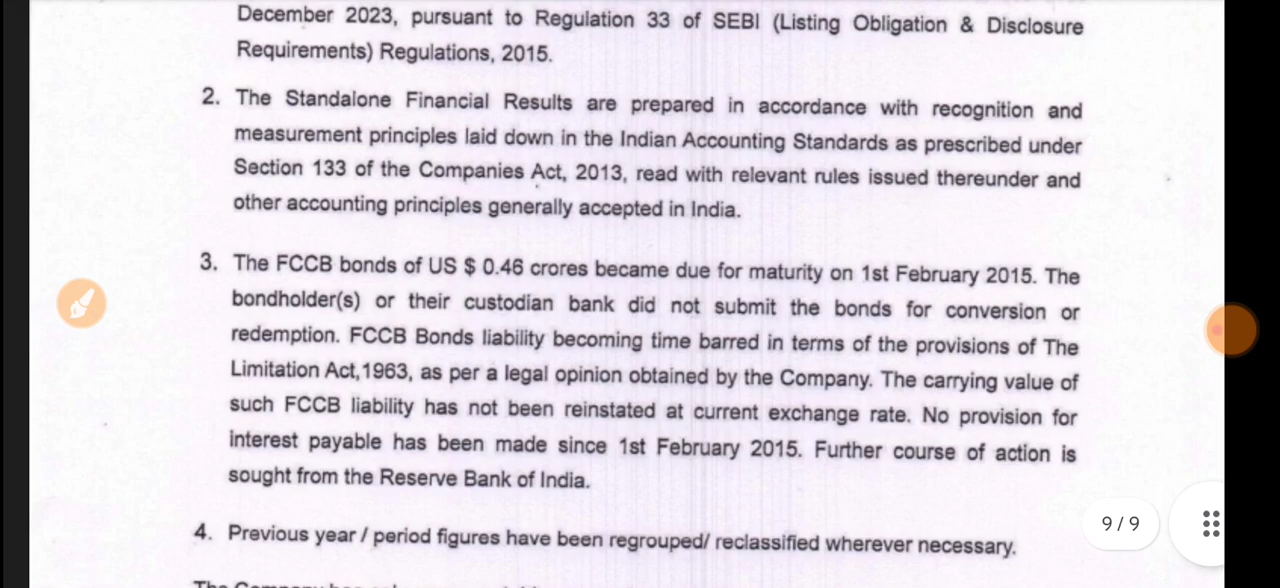 December 2023, pursuant to Regulation 33 of SEBI (Listing Obligation & Disclosure
Requirements) Regulations, 2015.
2. The Standalone Financial Results are prepared in accordance with recognition and
measurement principles laid down in the Indian Accounting Standards as prescribed under
Section 133 of the Companies Act, 2013, read with relevant rules issued thereunder and
other accounting principles generally accepted in India.
3. The FCCB bonds of US $ 0.46 crores became due for maturity on 1st February 2015. The
bondholder(s) or their custodian bank did not submit the bonds for conversion or
redemption. FCCB Bonds liability becoming time barred in terms of the provisions of The
Limitation Act,1963, as per a legal opinion obtained by the Company. The carrying value of
such FCCB liability has not been reinstated at current exchange rate. No provision for
interest payable has been made since 1st February 2015. Further course of action is
sought from the Reserve Bank of India.
9 / 9
4. Previous year / period figures have been regrouped/ reclassified wherever necessary.